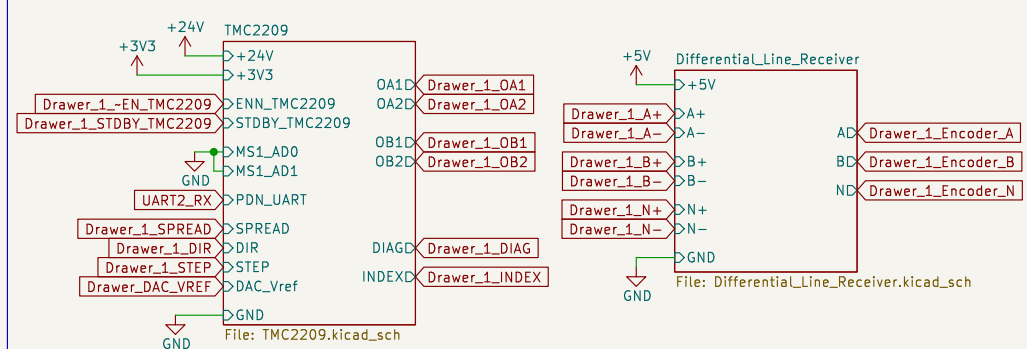 +24V
+3V3
TMC2209
+24V
+3V3
Drawer_1_~EN_TMC2209
ENN_TMC2209
Drawer_1_STDBY_TMC2209
STDBY_TMC2209
MS1_AD0
MS1_AD1
GND
UART2_RX
PDN_UART
Drawer_1_SPREAD
SPREAD
Drawer_1_DIR
DIR
Drawer_1_STEP
STEP
Drawer_DAC_VREF
DAC_Vref
GND
GND
OA1
Drawer_1_OA1
OA2
Drawer_1_OA2
OB1
Drawer_1_OB1
OB2
Drawer_1_OB2
DIAG
Drawer_1_DIAG
INDEX
Drawer_1_INDEX
File: TMC2209.kicad_sch
+5V
Differential_Line_Receiver
+5V
Drawer_1_A+
A+
Drawer_1_A-
A-
Drawer_1_B+
B+
Drawer_1_B-
B-
Drawer_1_N+
N+
Drawer_1_N-
N-
GND
GND
A
Drawer_1_Encoder_A
B
Drawer_1_Encoder_B
N
Drawer_1_Encoder_N
File: Differential_Line_Receiver.kicad_sch